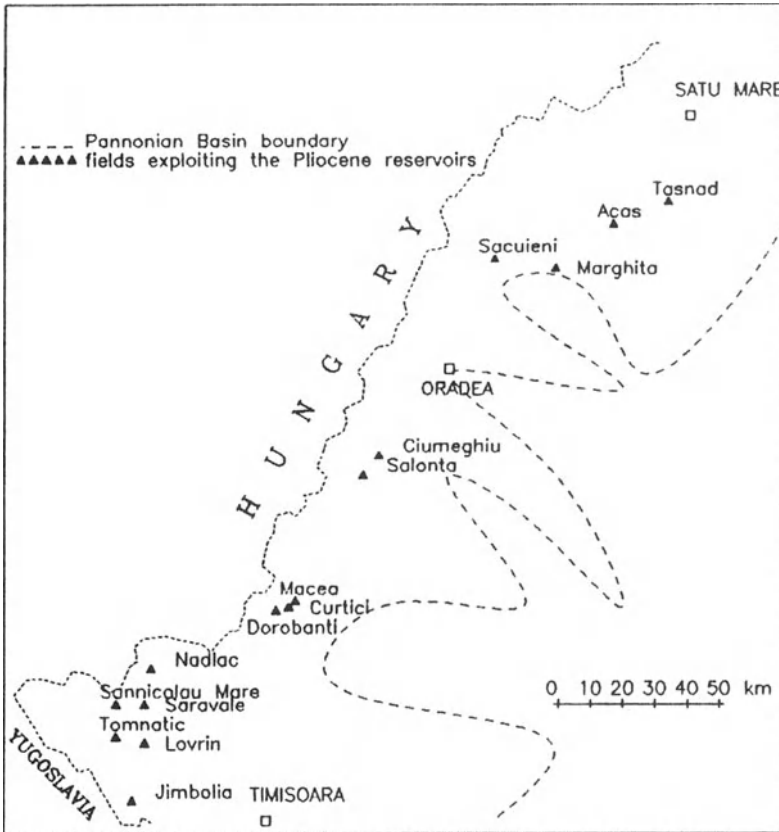 SATU MARE
Pannonian Basin boundary
fields exploiting the Pliocene reservoirs
Tasnad
Acas
Sacuieni
Marghita
HUNGARY
ORADEA
Ciumeghiu
Salonta
Macea
Curtici
Dorobanti
Nadlac
0 10 20 30 40 50 km
Sannicolau Mare
Saravale
Tomnatic
Lovrin
YUGOSLAVIA
Jimbolia
TIMISOARA